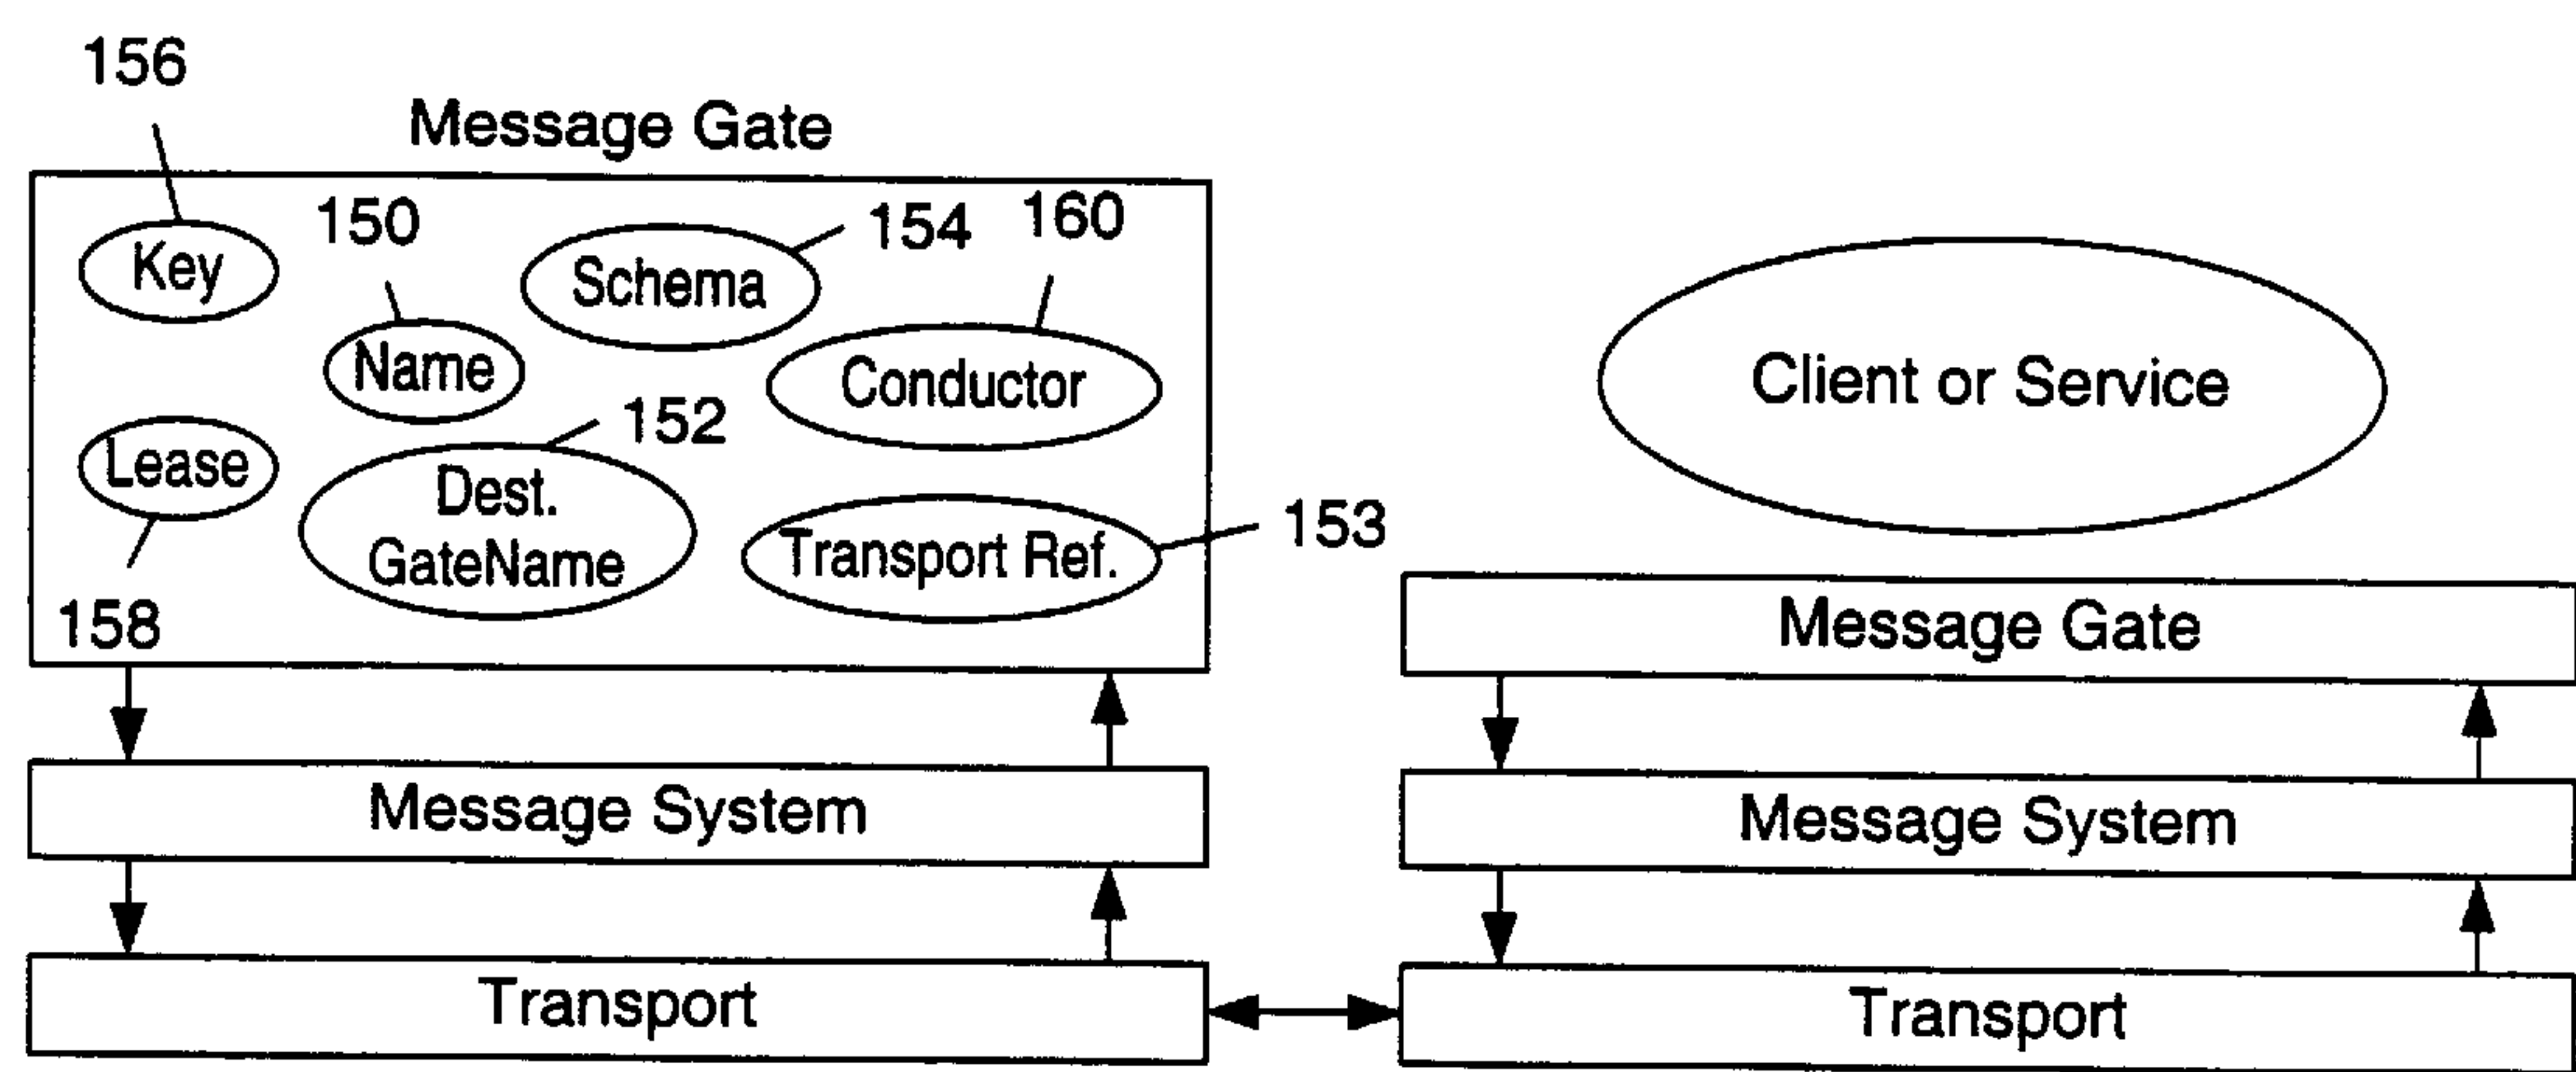 156
Message Gate
150
154
160
Key
Schema
Name
Conductor
Client or Service
152
Lease
Dest.
GateName
Transport Ref.
153
158
Message Gate
Message System
Message System
Transport
Transport